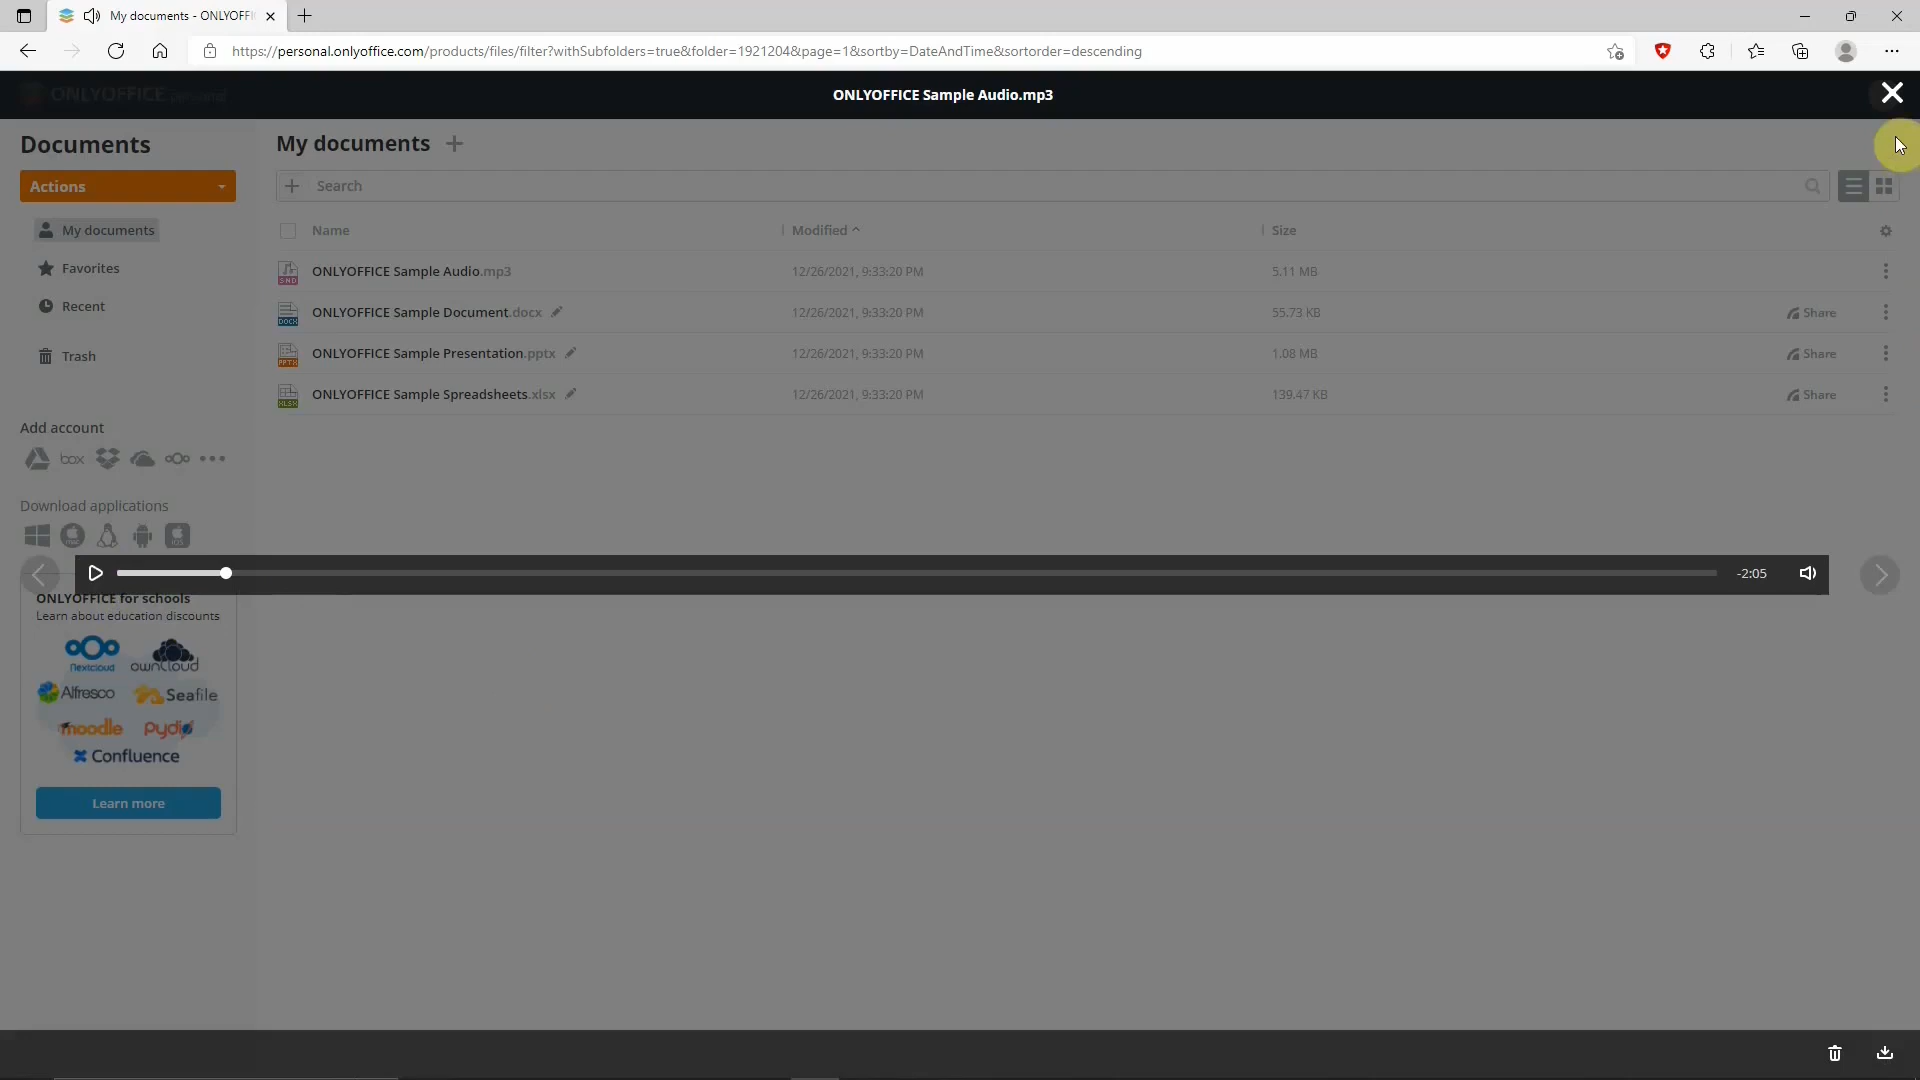 My documents - ONLYOFFI
https://personal.onlyoffice.com/products/files/filter?withSubfolders=true&folder=1921204&page=1&sortby=DateAndTime&sortorder=descending
ONLYOFFICE personal
ONLYOFFICE Sample Audio.mp3
Documents
My documents
Actions
Search
My documents
Favorites
Recent
Trash
Name
Modified
Size
ONLYOFFICE Sample Audio.mp3
12/26/2021, 9:33:20 PM
5.11 MB
ONLYOFFICE Sample Document.docx
12/26/2021, 9:33:20 PM
55.73 KB
Share
ONLYOFFICE Sample Presentation.pptx
12/26/2021, 9:33:20 PM
1.08 MB
Share
ONLYOFFICE Sample Spreadsheets.xlsx
12/26/2021, 9:33:20 PM
139.47 KB
Share
SND
DOCX
PPTX
XLSX
Add account
box
Download applications
-2:05
ONLYOFFICE for schools
Learn about education discounts
Nextcloud
ownCloud
Alfresco
Seafile
moodle
pydio
Confluence
Learn more